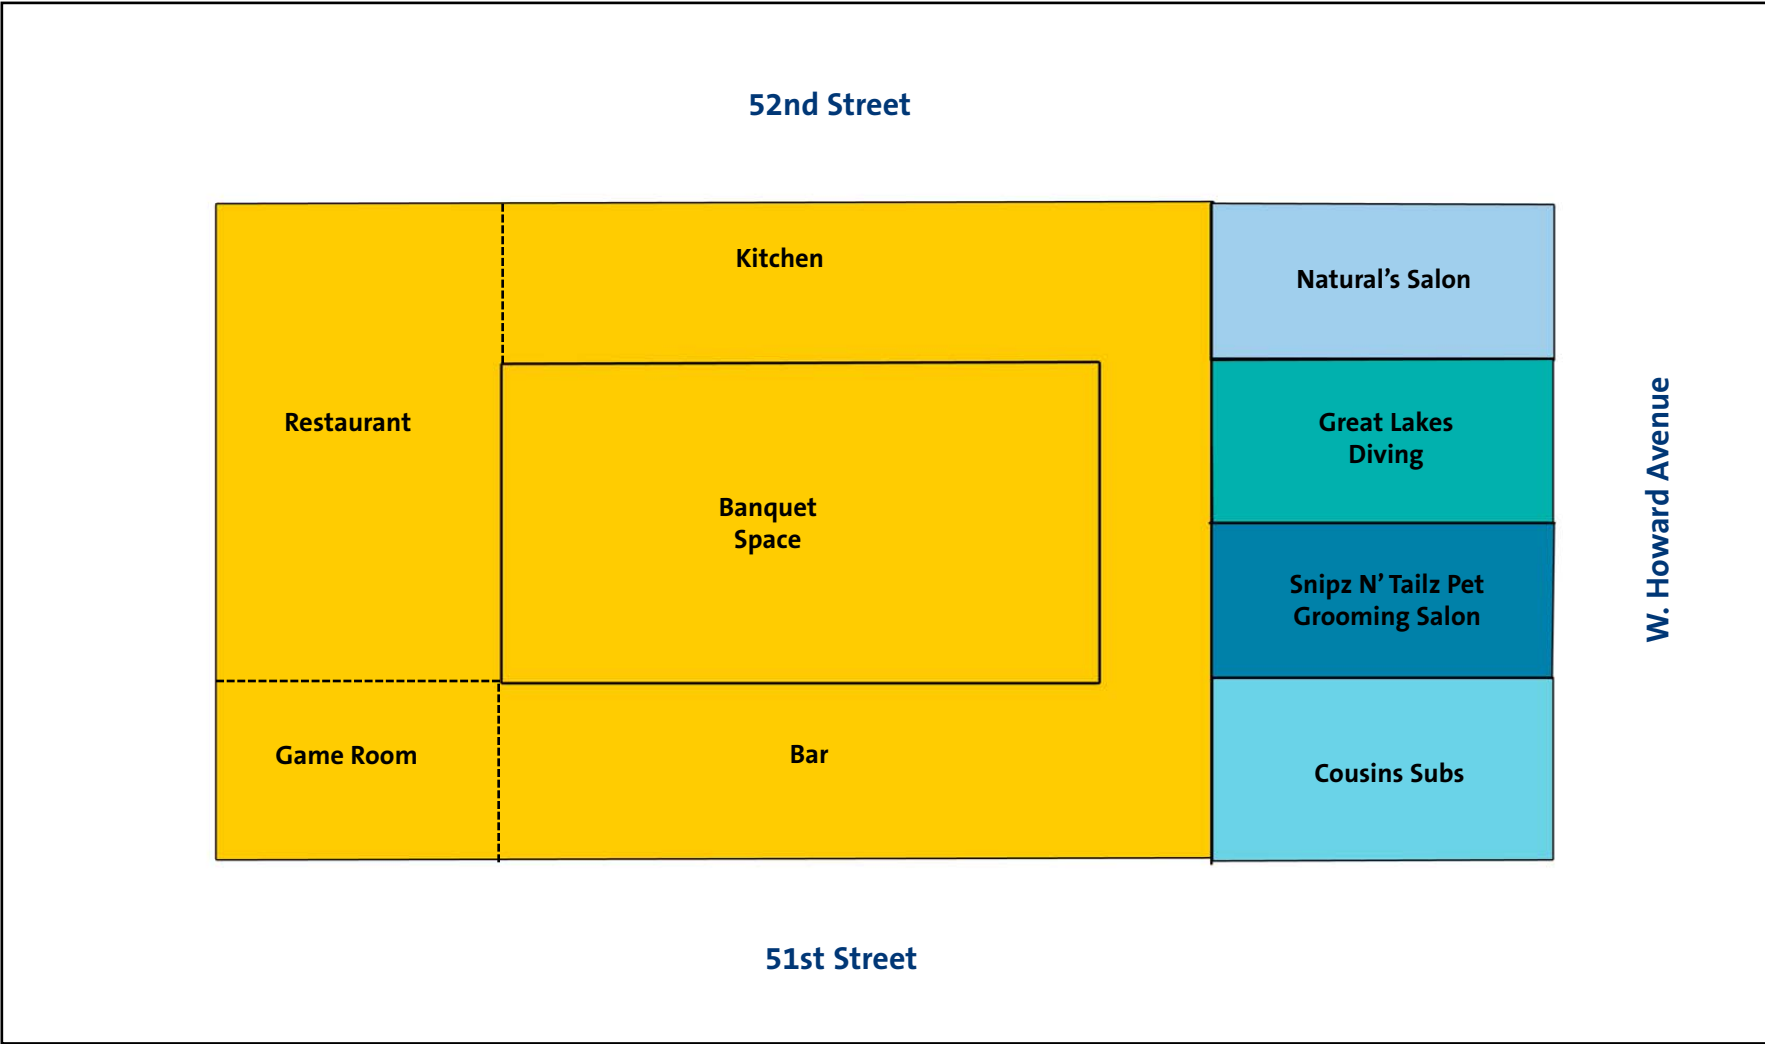 52nd Street
Kitchen
Natural’s Salon
Restaurant
Great Lakes
Diving
Banquet
Space
Snipz N’ Tailz Pet
Grooming Salon
W. Howard Avenue
Game Room
Bar
Cousins Subs
51st Street